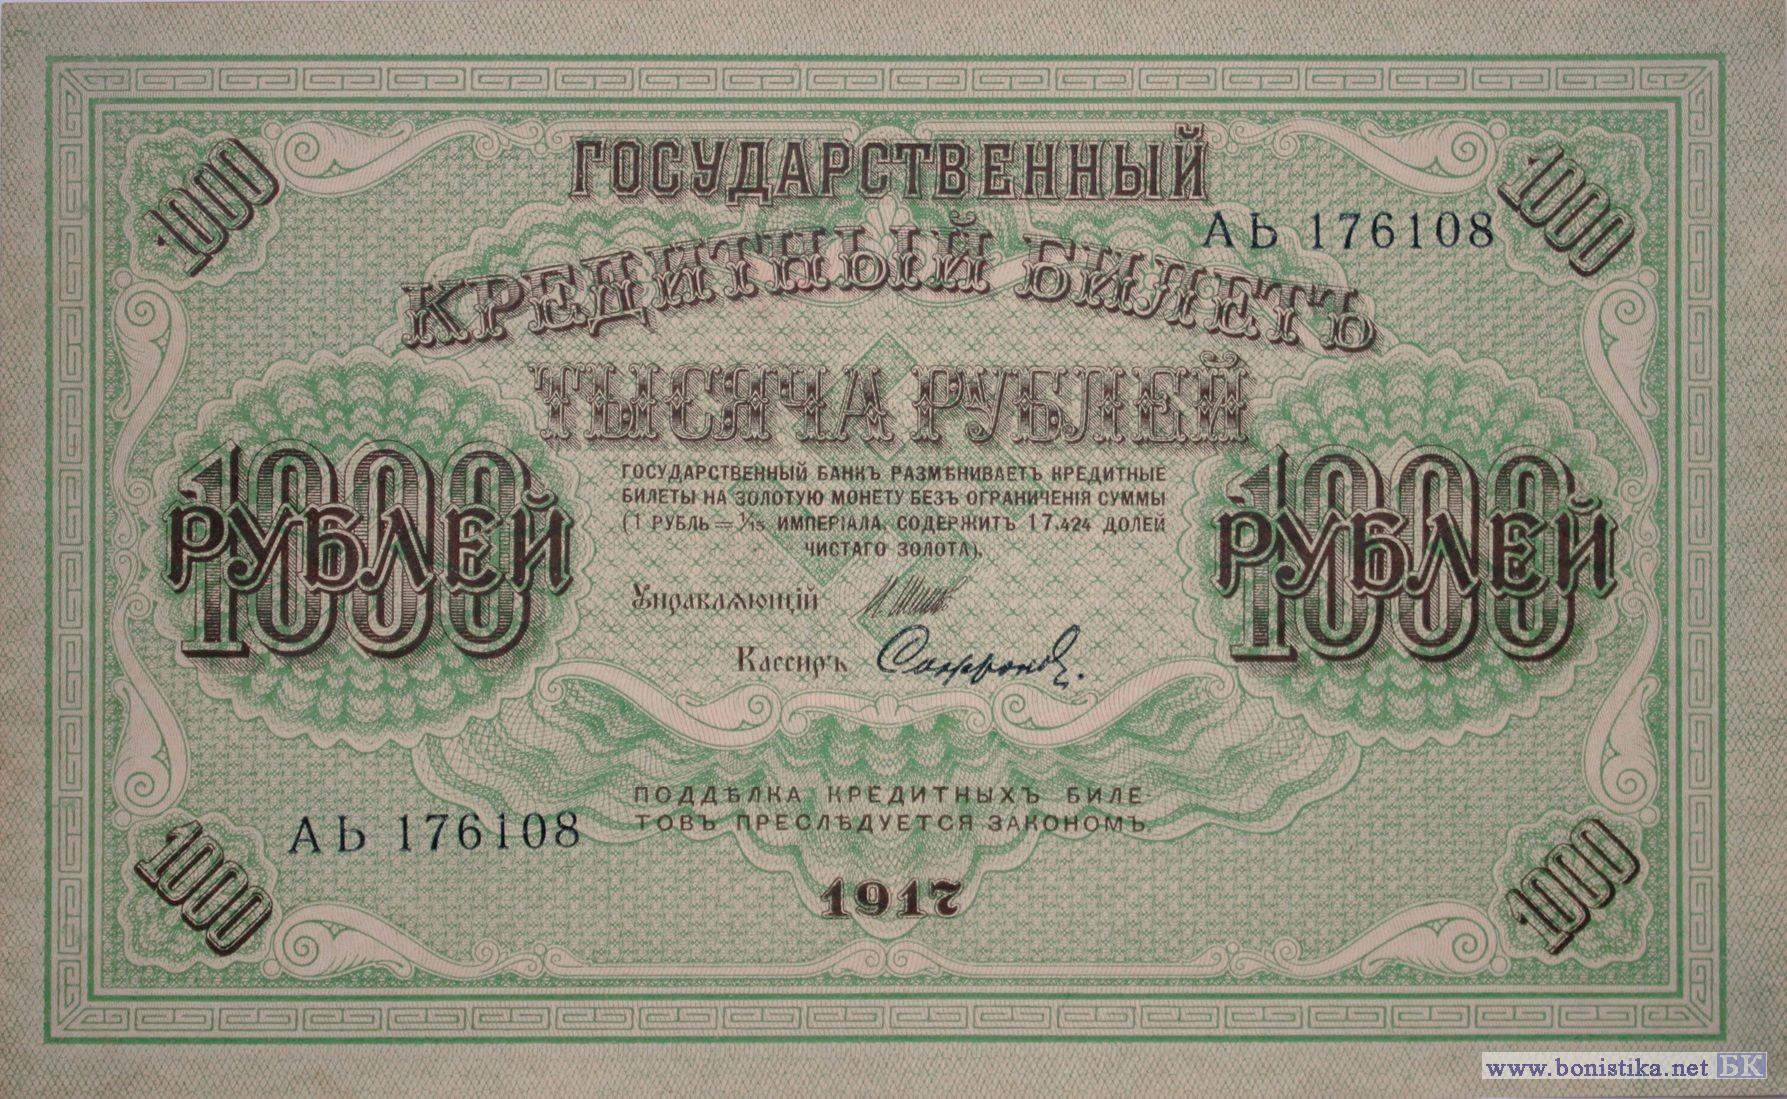 1000
ГОСУДАРСТВЕННЫЙ
1000
АЬ 176108
КРЕДИТНЫЙ БИЛЕТЪ
ТЫСЯЧА РУБЛЕЙ
1000
РУБЛЕЙ
1000
РУБЛЕЙ
ГОСУДАРСТВЕННЫЙ БАНКЪ РАЗМѢНИВАЕТЪ КРЕДИТНЫЕ
БИЛЕТЫ НА ЗОЛОТУЮ МОНЕТУ БЕЗЪ ОГРАНИЧЕНІЯ СУММЫ
(1 РУБЛЬ = 1/15 ИМПЕРІАЛА, СОДЕРЖИТЪ 17,424 ДОЛЕЙ
ЧИСТАГО ЗОЛОТА).
Управляющій
Кассиръ Сафронов
ПОДДѢЛКА КРЕДИТНЫХЪ БИЛЕ-
ТОВЪ ПРЕСЛѢДУЕТСЯ ЗАКОНОМЪ.
АЬ 176108
1000
1917
1000
www.bonistika.net БК